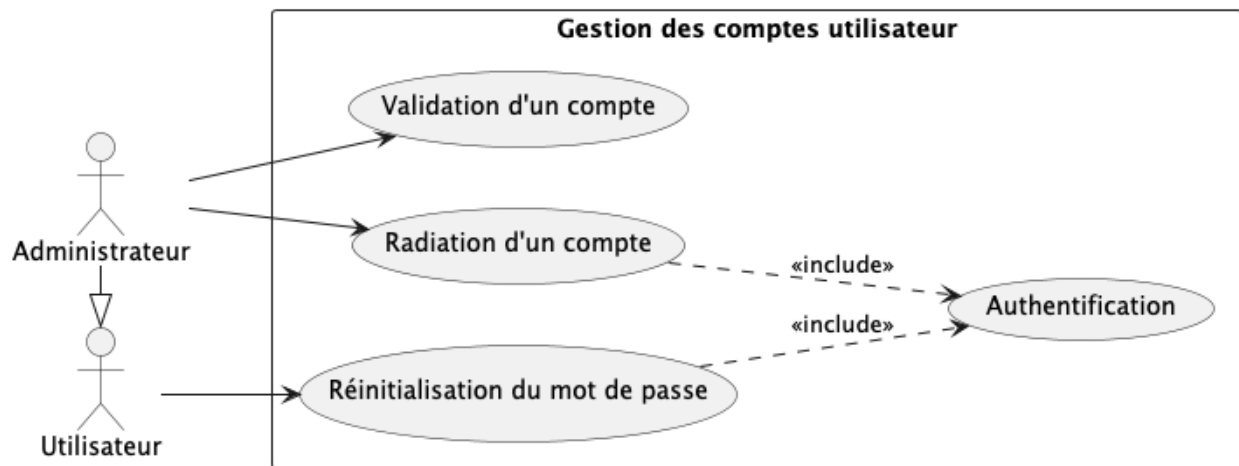 Gestion des comptes utilisateur
Validation d'un compte
Administrateur
Radiation d'un compte
«include»
Authentification
«include»
Réinitialisation du mot de passe
Utilisateur